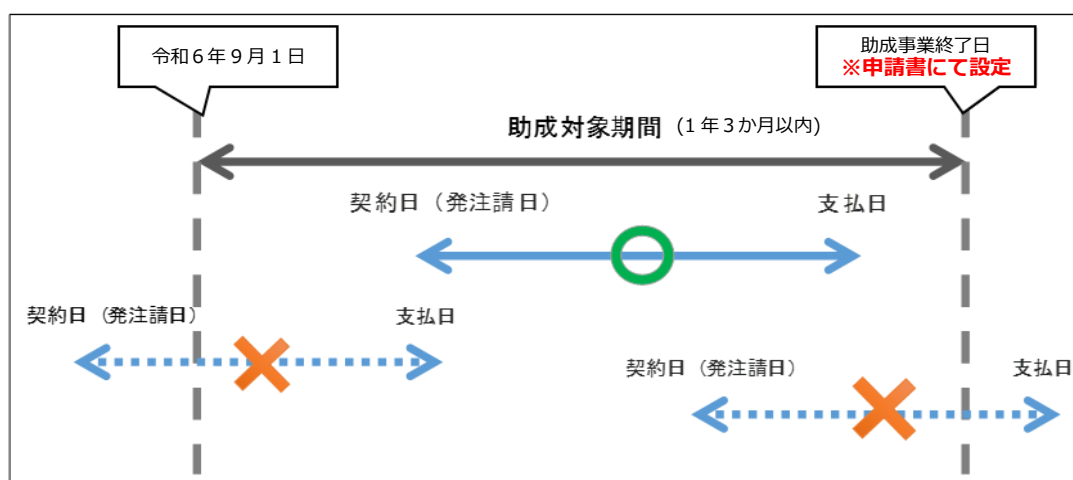 令和６年９月１日
助成事業終了日
※申請書にて設定
助成対象期間 (１年３か月以内)
契約日（発注請日）
支払日
契約日（発注請日）
支払日
契約日（発注請日）
支払日